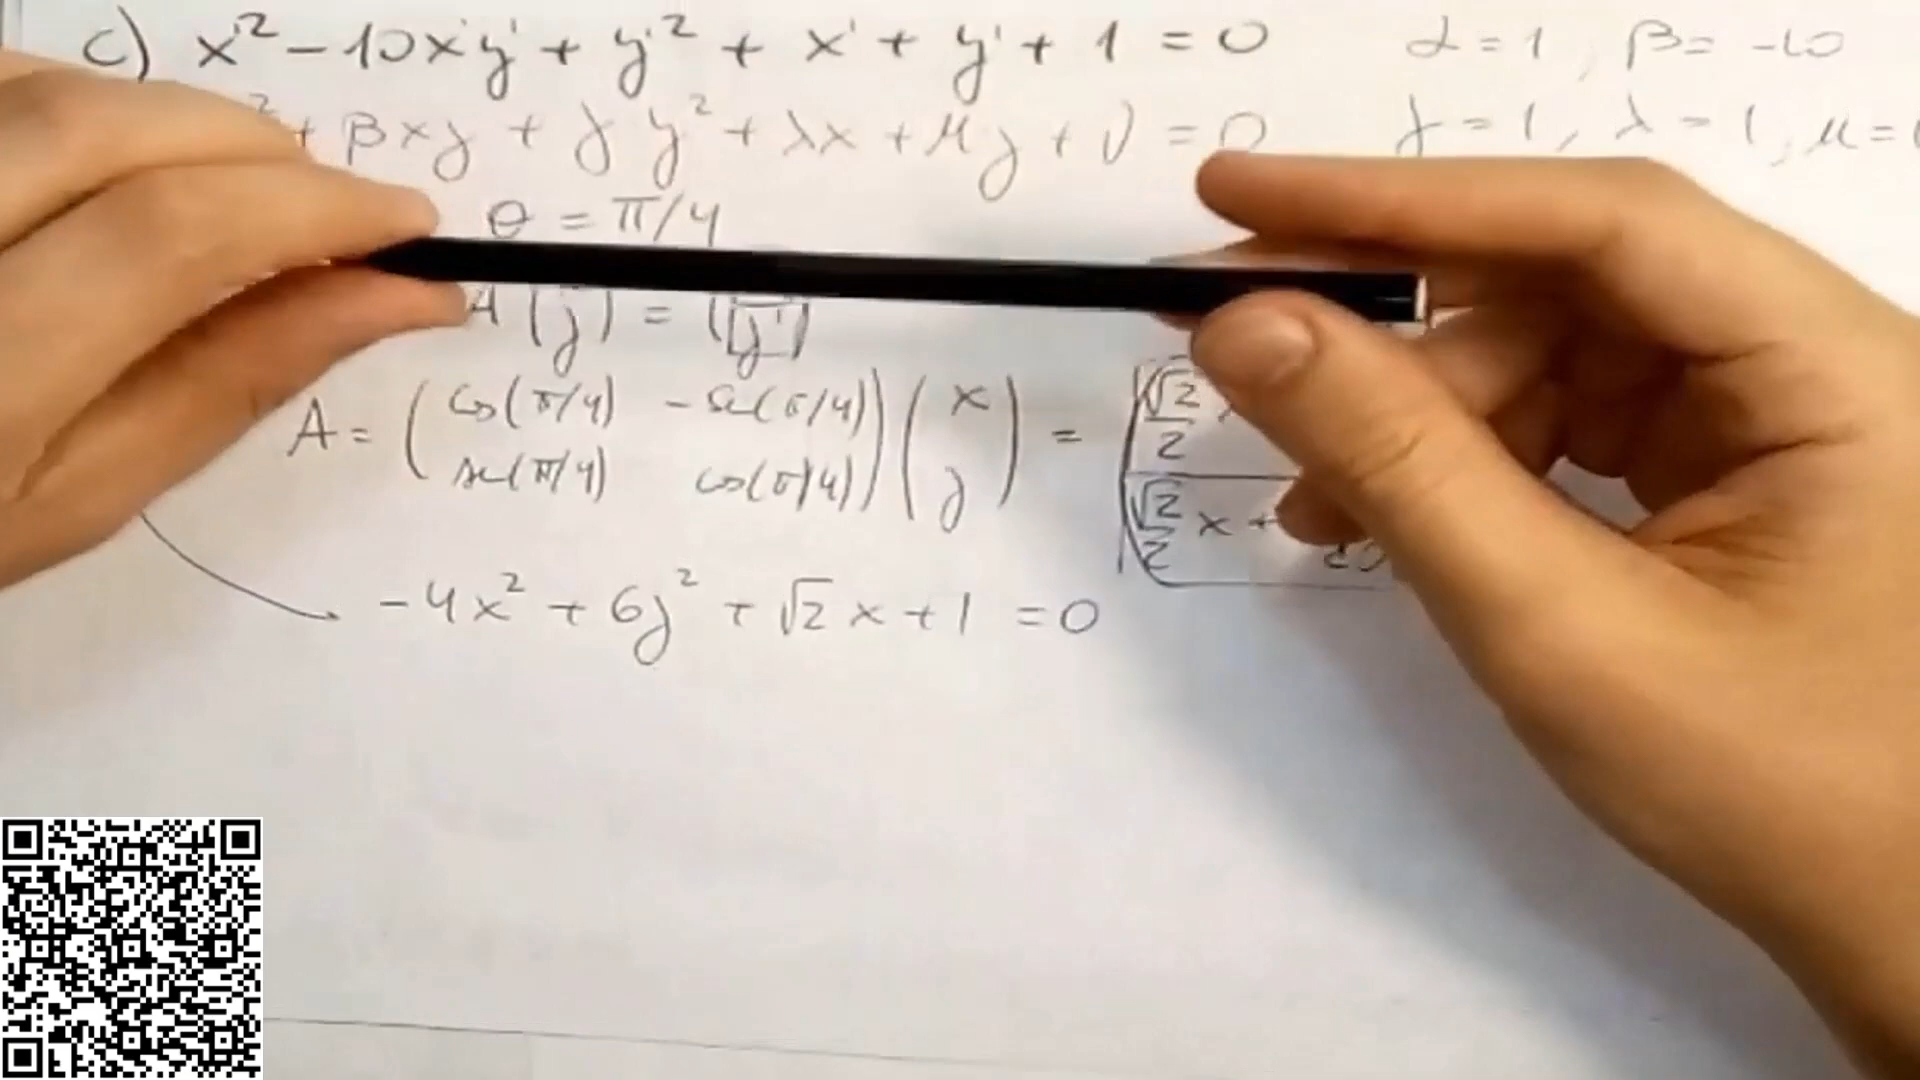 c) x'² - 10x'y' + y'² + x' + y' + 1 = 0
α = 1, β = -10
² + βxy + γy² + λx + μy + ν = 0
γ = 1, λ = 1, μ =
θ = π/4
A (y) = (y')
A = ( cos(π/4) -sen(π/4) ) ( x ) = √2/2
sen(π/4) cos(π/4) y √2/2 x +
-4x² + 6y² + √2 x + 1 = 0